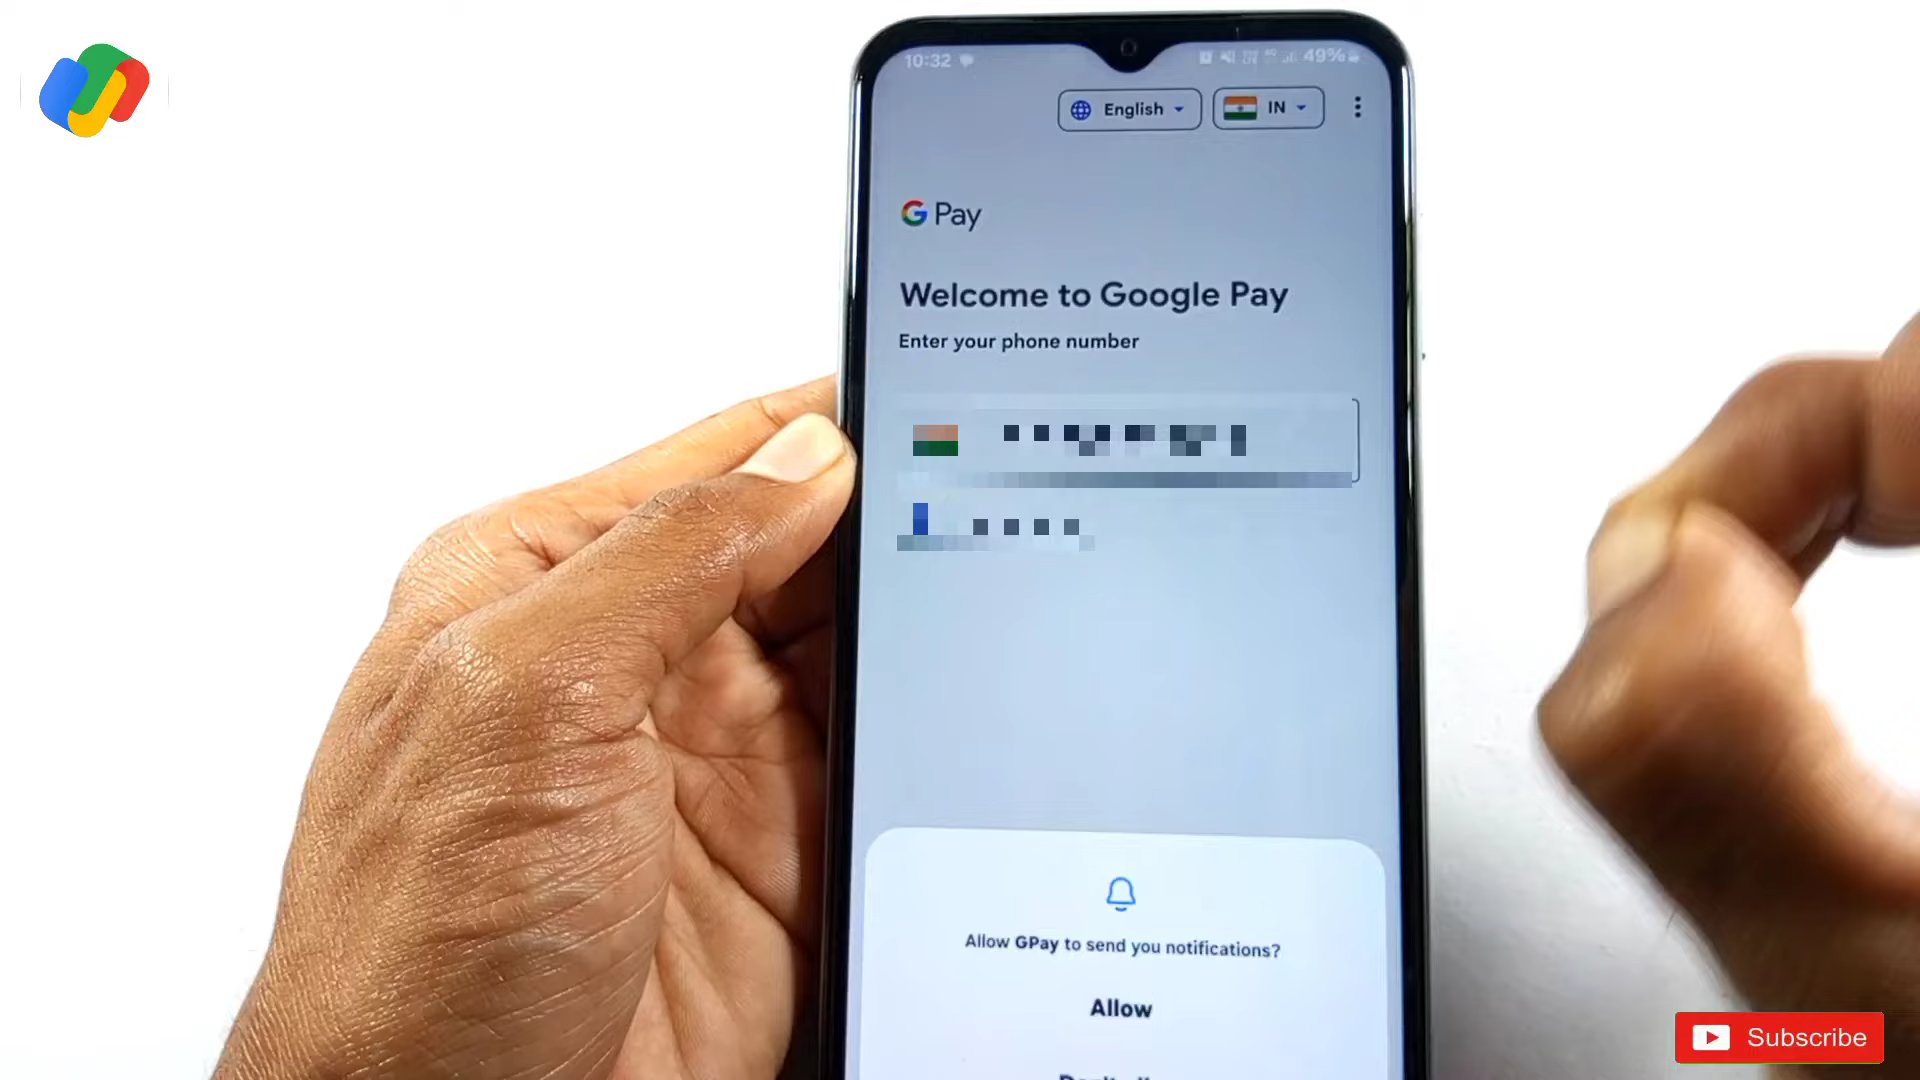 10:32
49%
English
IN
G Pay
Welcome to Google Pay
Enter your phone number
Allow GPay to send you notifications?
Allow
Subscribe